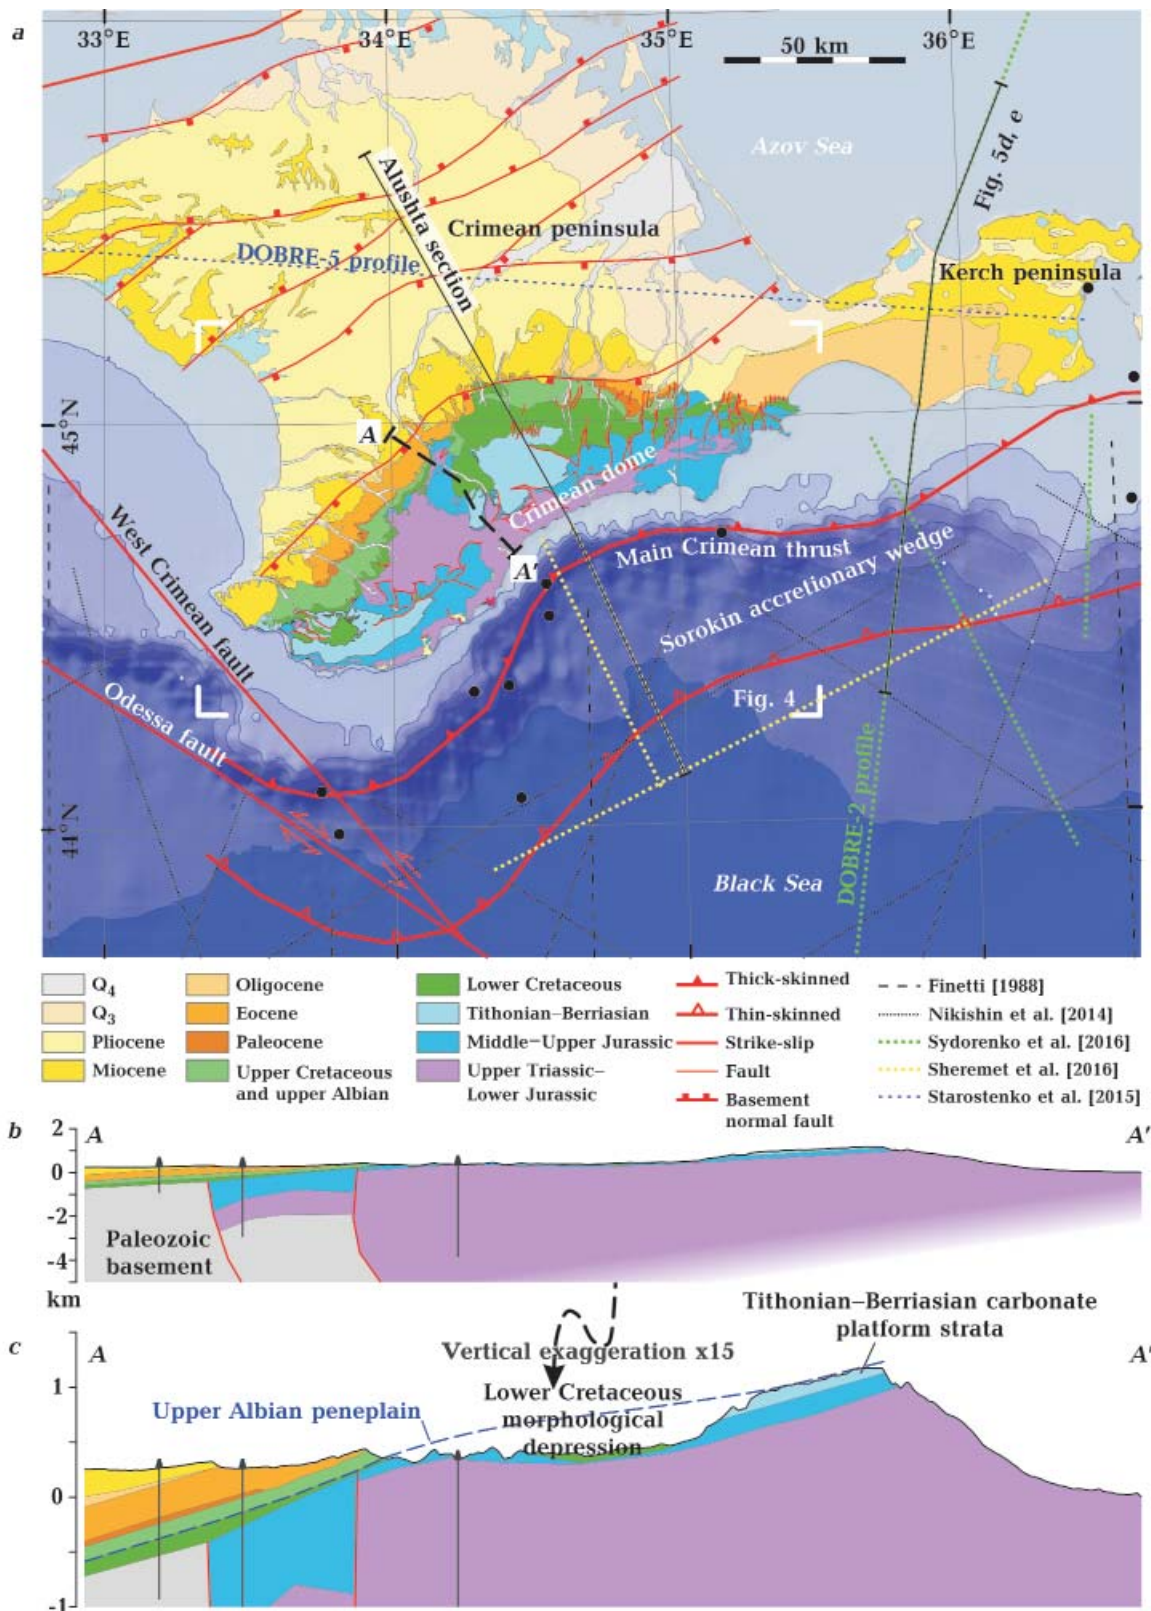 a
33°E
34°E
35°E
36°E
50 km
Azov Sea
Fig. 5d, e
Alushta section
Crimean peninsula
DOBRE-5 profile
Kerch peninsula
45°N
A
Crimean dome
A'
West Crimean fault
Main Crimean thrust
Sorokin accretionary wedge
Odessa fault
Fig. 4
44°N
DOBRE-2 profile
Black Sea
Q4
Q3
Pliocene
Miocene
Oligocene
Eocene
Paleocene
Upper Cretaceous
and upper Albian
Lower Cretaceous
Tithonian–Berriasian
Middle–Upper Jurassic
Upper Triassic–
Lower Jurassic
Thick-skinned
Thin-skinned
Strike-slip
Fault
Basement
normal fault
Finetti [1988]
Nikishin et al. [2014]
Sydorenko et al. [2016]
Sheremet et al. [2016]
Starostenko et al. [2015]
b
2
A
A'
0
-2
Paleozoic
basement
-4
km
Tithonian–Berriasian carbonate
platform strata
c
A
Vertical exaggeration x15
A'
1
Lower Cretaceous
morphological
depression
Upper Albian peneplain
0
-1